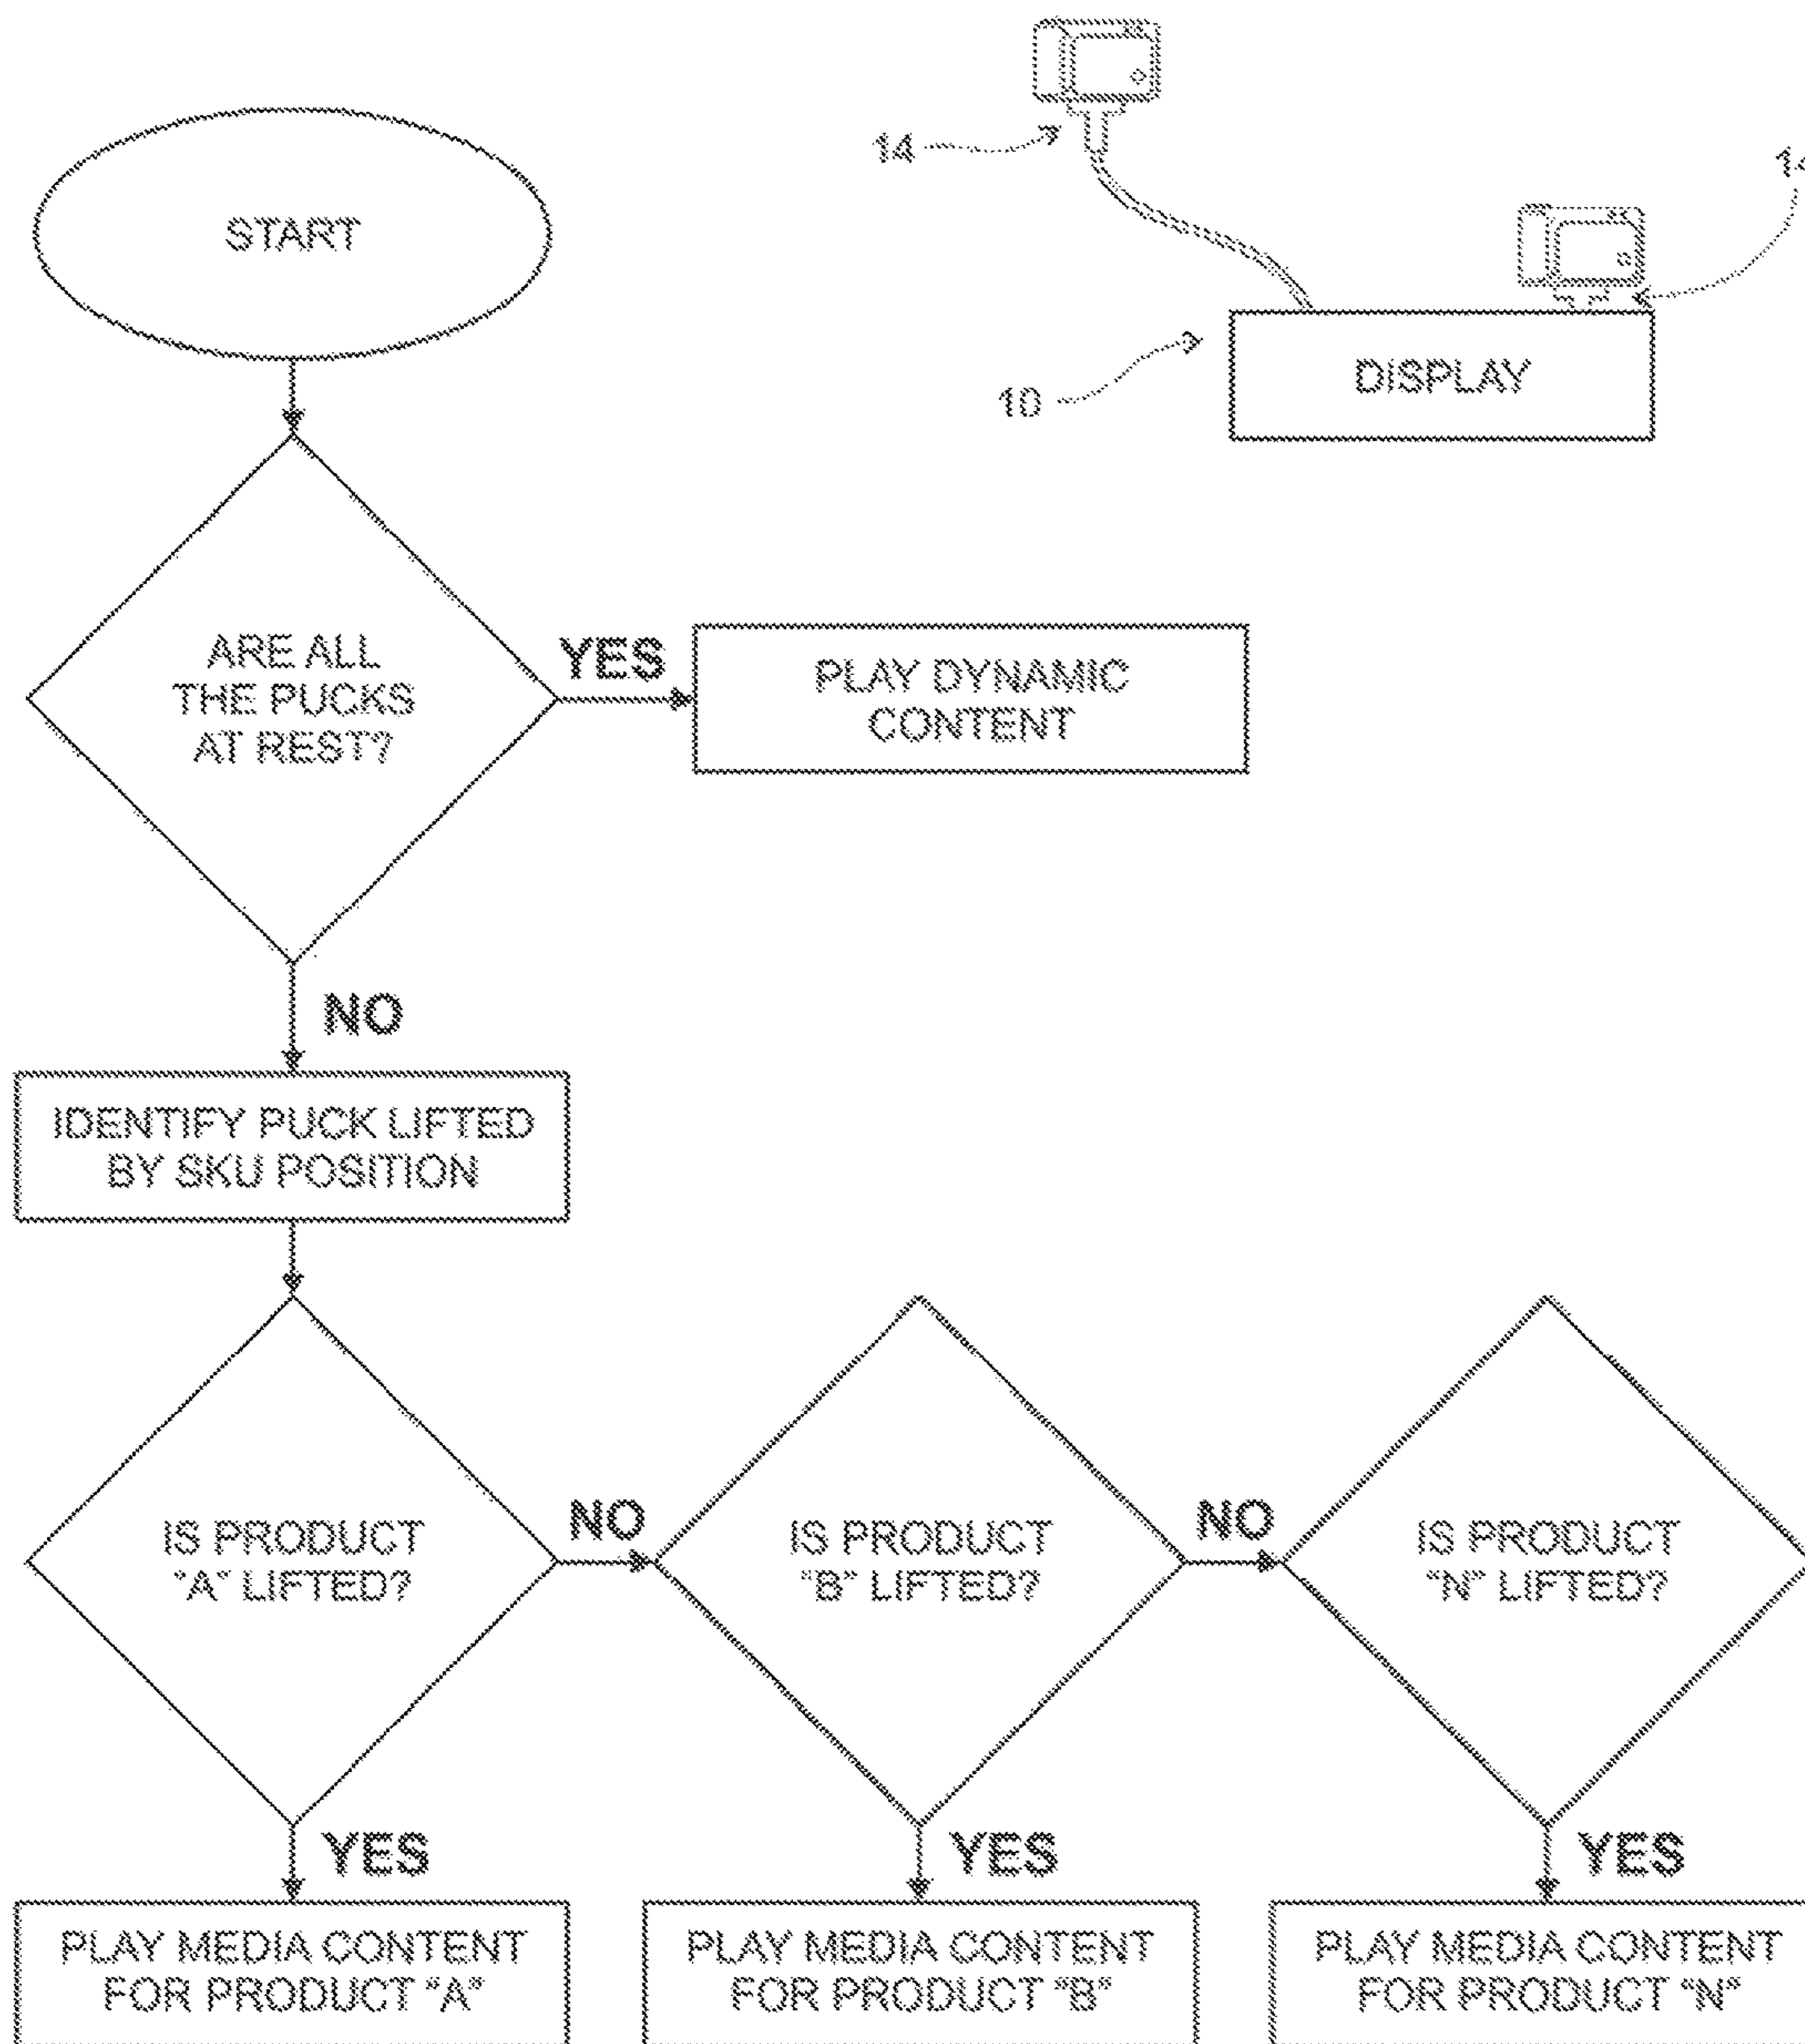 START
14
14
10
DISPLAY
ARE ALL
THE PUCKS
AT REST?
YES
PLAY DYNAMIC
CONTENT
NO
IDENTIFY PUCK LIFTED
BY SKU POSITION
IS PRODUCT
"A" LIFTED?
NO
IS PRODUCT
"B" LIFTED?
NO
IS PRODUCT
"N" LIFTED?
YES
YES
YES
PLAY MEDIA CONTENT
FOR PRODUCT "A"
PLAY MEDIA CONTENT
FOR PRODUCT "B"
PLAY MEDIA CONTENT
FOR PRODUCT "N"